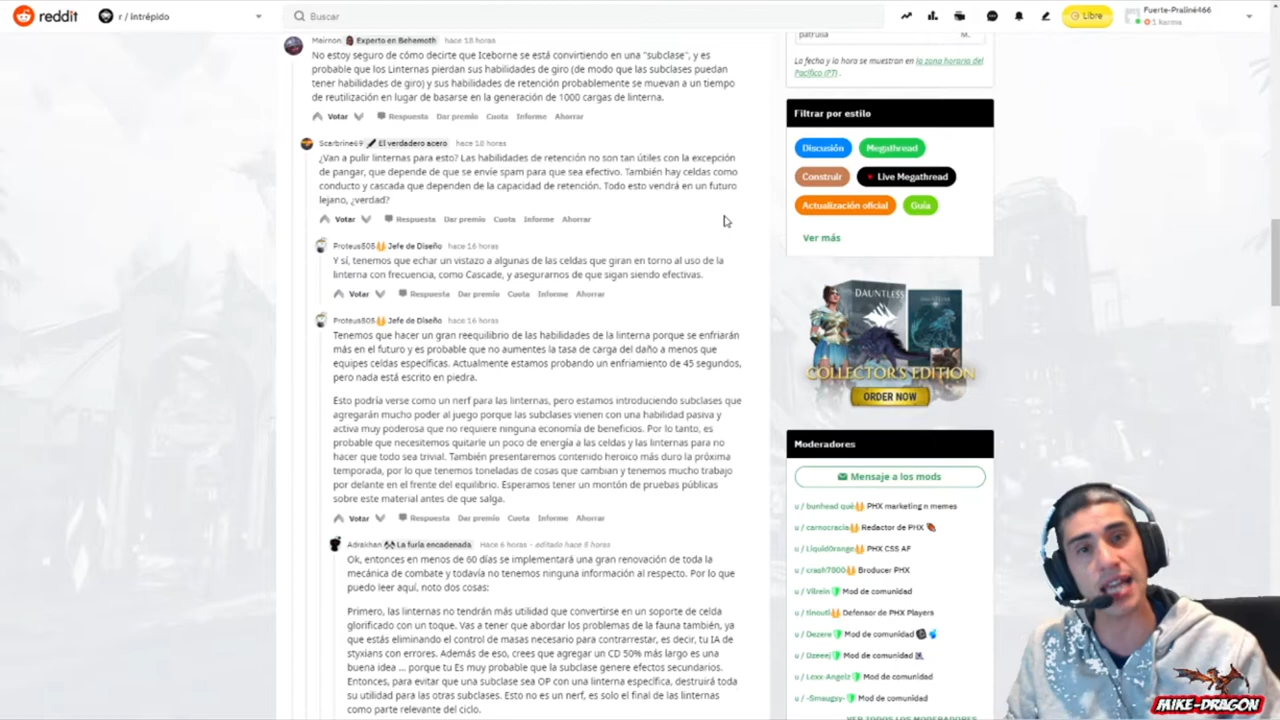 reddit
r / Intrépido
Buscar
Libre
Fuerte-Praliné466
1 karma
Mairnon Experto en Behemoth hace 18 horas
No estoy seguro de cómo decirte que Iceborne se está convirtiendo en una "subclase", y es
probable que los Linternas pierdan sus habilidades de giro (de modo que las subclases puedan
tener habilidades de giro) y sus habilidades de retención probablemente se muevan a un tiempo
de reutilización en lugar de basarse en la generación de 1000 cargas de linterna.
Votar Respuesta Dar premio Cuota Informe Ahorrar
Scarbrine69 El verdadero acero hace 18 horas
¿Van a pulir linternas para esto? Las habilidades de retención no son tan útiles con la excepción
de pangar, que depende de que se envíe spam para que sea efectivo. También hay celdas como
conducto y cascada que dependen de la capacidad de retención. Todo esto vendrá en un futuro
lejano, ¿verdad?
Votar Respuesta Dar premio Cuota Informe Ahorrar
Proteus505 Jefe de Diseño hace 16 horas
Y sí, tenemos que echar un vistazo a algunas de las celdas que giran en torno al uso de la
linterna con frecuencia, como Cascade, y asegurarnos de que sigan siendo efectivas.
Votar Respuesta Dar premio Cuota Informe Ahorrar
Proteus505 Jefe de Diseño hace 16 horas
Tenemos que hacer un gran reequilibrio de las habilidades de la linterna porque se enfriarán
más en el futuro y es probable que no aumentes la tasa de carga del daño a menos que
equipes celdas específicas. Actualmente estamos probando un enfriamiento de 45 segundos,
pero nada está escrito en piedra.
Esto podría verse como un nerf para las linternas, pero estamos introduciendo subclases que
agregarán mucho poder al juego porque las subclases vienen con una habilidad pasiva y
activa muy poderosa que no requiere ninguna economía de beneficios. Por lo tanto, es
probable que necesitemos quitarle un poco de energía a las celdas y las linternas para no
hacer que todo sea trivial. También presentaremos contenido heroico más duro la próxima
temporada, por lo que tenemos toneladas de cosas que cambian y tenemos mucho trabajo
por delante en el frente del equilibrio. Esperamos tener un montón de pruebas públicas
sobre este material antes de que salga.
Votar Respuesta Dar premio Cuota Informe Ahorrar
Adrakhan La furia encadenada Hace 6 horas · editado hace 5 horas
Ok, entonces en menos de 60 días se implementará una gran renovación de toda la
mecánica de combate y todavía no tenemos ninguna información al respecto. Por lo que
puedo leer aquí, noto dos cosas:
Primero, las linternas no tendrán más utilidad que convertirse en un soporte de celda
glorificado con un toque. Vas a tener que abordar los problemas de la fauna también, ya
que estás eliminando el control de masas necesario para contrarrestar, es decir, tu IA de
styxians con errores. Además de eso, crees que agregar un CD 50% más largo es una
buena idea ... porque tu Es muy probable que la subclase genere efectos secundarios.
Entonces, para evitar que una subclase sea OP con una linterna específica, destruirá toda
su utilidad para las otras subclases. Esto no es un nerf, es solo el final de las linternas
como parte relevante del ciclo.
patrulla M.
La fecha y la hora se muestran en la zona horaria del
Pacífico (PT) .
Filtrar por estilo
Discusión Megathread
Construir Live Megathread
Actualización oficial Guía
Ver más
DAUNTLESS
COLLECTOR'S EDITION
ORDER NOW
Moderadores
Mensaje a los mods
u / bunhead qué PHX marketing n memes
u / carnocracia Redactor de PHX
u / Liquid0range PHX CSS AF
u / crash7800 Broducer PHX
u / Vilrein Mod de comunidad
u / tinouti Defensor de PHX Players
u / Dezere Mod de comunidad
u / Dzeeej Mod de comunidad
u / Lexx-Angelz Mod de comunidad
u / -Smaugxy- Mod de comunidad
VER TODOS LOS MODERADORES
MIKE-DRAGON